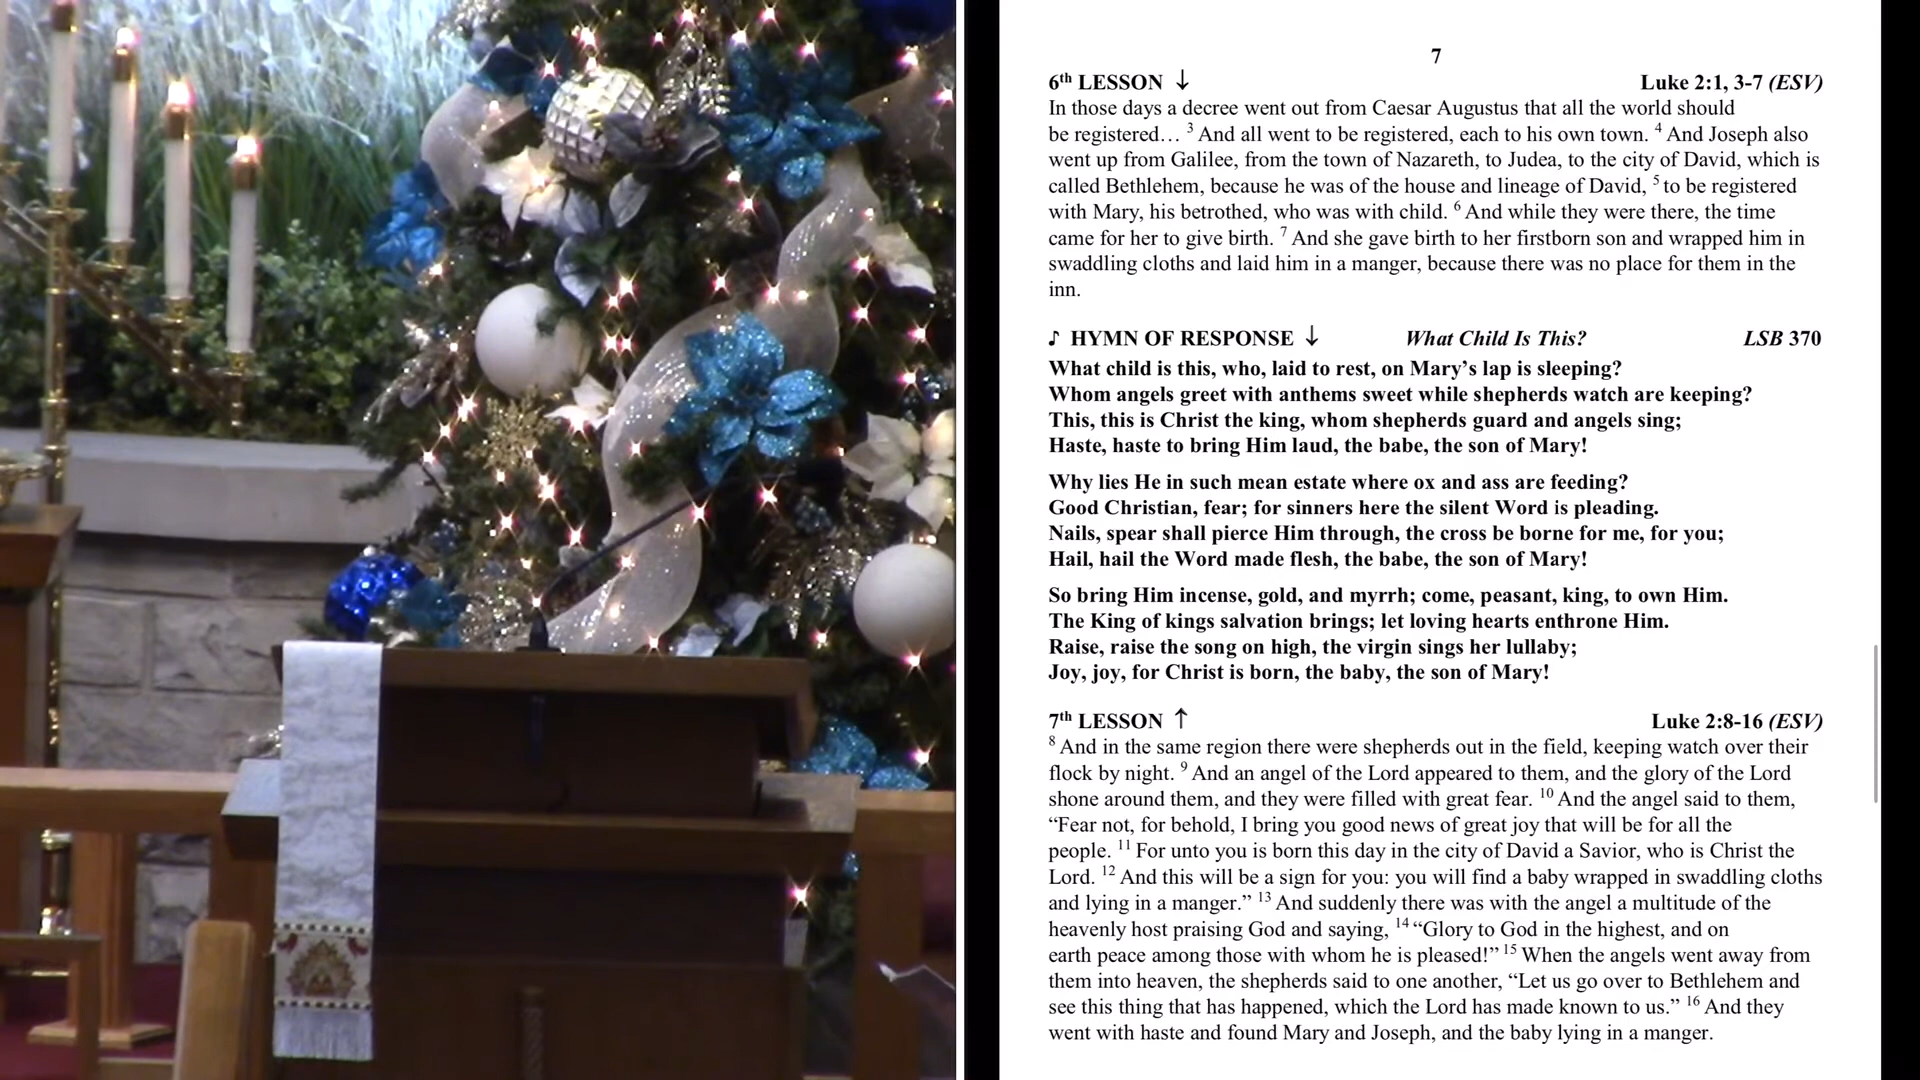 7
6th LESSON ↓ Luke 2:1, 3-7 (ESV)
In those days a decree went out from Caesar Augustus that all the world should
be registered… 3 And all went to be registered, each to his own town. 4 And Joseph also
went up from Galilee, from the town of Nazareth, to Judea, to the city of David, which is
called Bethlehem, because he was of the house and lineage of David, 5 to be registered
with Mary, his betrothed, who was with child. 6 And while they were there, the time
came for her to give birth. 7 And she gave birth to her firstborn son and wrapped him in
swaddling cloths and laid him in a manger, because there was no place for them in the
inn.
♪ HYMN OF RESPONSE ↓ What Child Is This? LSB 370
What child is this, who, laid to rest, on Mary’s lap is sleeping?
Whom angels greet with anthems sweet while shepherds watch are keeping?
This, this is Christ the king, whom shepherds guard and angels sing;
Haste, haste to bring Him laud, the babe, the son of Mary!
Why lies He in such mean estate where ox and ass are feeding?
Good Christian, fear; for sinners here the silent Word is pleading.
Nails, spear shall pierce Him through, the cross be borne for me, for you;
Hail, hail the Word made flesh, the babe, the son of Mary!
So bring Him incense, gold, and myrrh; come, peasant, king, to own Him.
The King of kings salvation brings; let loving hearts enthrone Him.
Raise, raise the song on high, the virgin sings her lullaby;
Joy, joy, for Christ is born, the baby, the son of Mary!
7th LESSON ↑ Luke 2:8-16 (ESV)
8 And in the same region there were shepherds out in the field, keeping watch over their
flock by night. 9 And an angel of the Lord appeared to them, and the glory of the Lord
shone around them, and they were filled with great fear. 10 And the angel said to them,
“Fear not, for behold, I bring you good news of great joy that will be for all the
people. 11 For unto you is born this day in the city of David a Savior, who is Christ the
Lord. 12 And this will be a sign for you: you will find a baby wrapped in swaddling cloths
and lying in a manger.” 13 And suddenly there was with the angel a multitude of the
heavenly host praising God and saying, 14 “Glory to God in the highest, and on
earth peace among those with whom he is pleased!” 15 When the angels went away from
them into heaven, the shepherds said to one another, “Let us go over to Bethlehem and
see this thing that has happened, which the Lord has made known to us.” 16 And they
went with haste and found Mary and Joseph, and the baby lying in a manger.